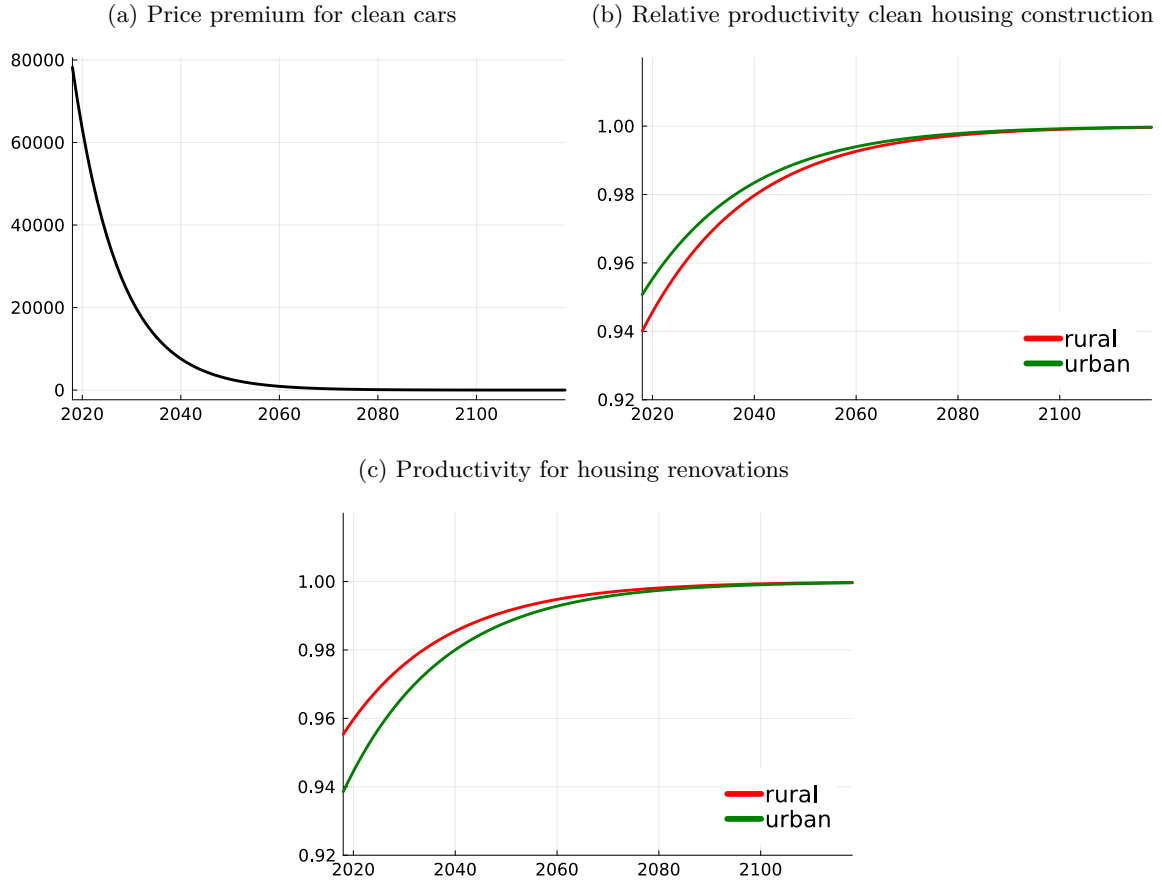 (a) Price premium for clean cars
80000
60000
40000
20000
0
2020 2040 2060 2080 2100
(b) Relative productivity clean housing construction
1.00
0.98
0.96
0.94
0.92
rural
urban
2020 2040 2060 2080 2100
(c) Productivity for housing renovations
1.00
0.98
0.96
0.94
0.92
rural
urban
2020 2040 2060 2080 2100